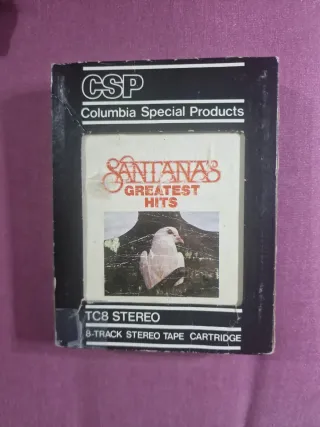 CSP
Columbia Special Products
SANTANA'S
GREATEST
HITS
TC8 STEREO
8-TRACK STEREO TAPE CARTRIDGE